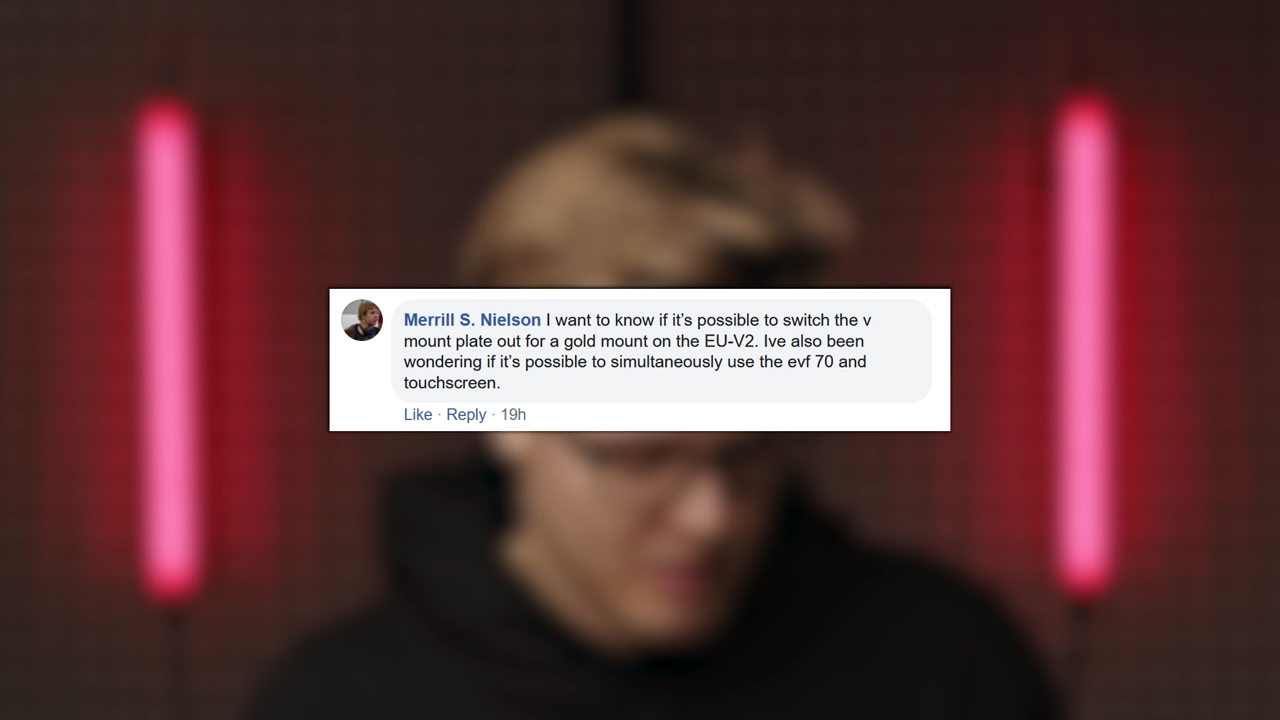 Merrill S. Nielson I want to know if it’s possible to switch the v
mount plate out for a gold mount on the EU-V2. Ive also been
wondering if it’s possible to simultaneously use the evf 70 and
touchscreen.
Like · Reply · 19h